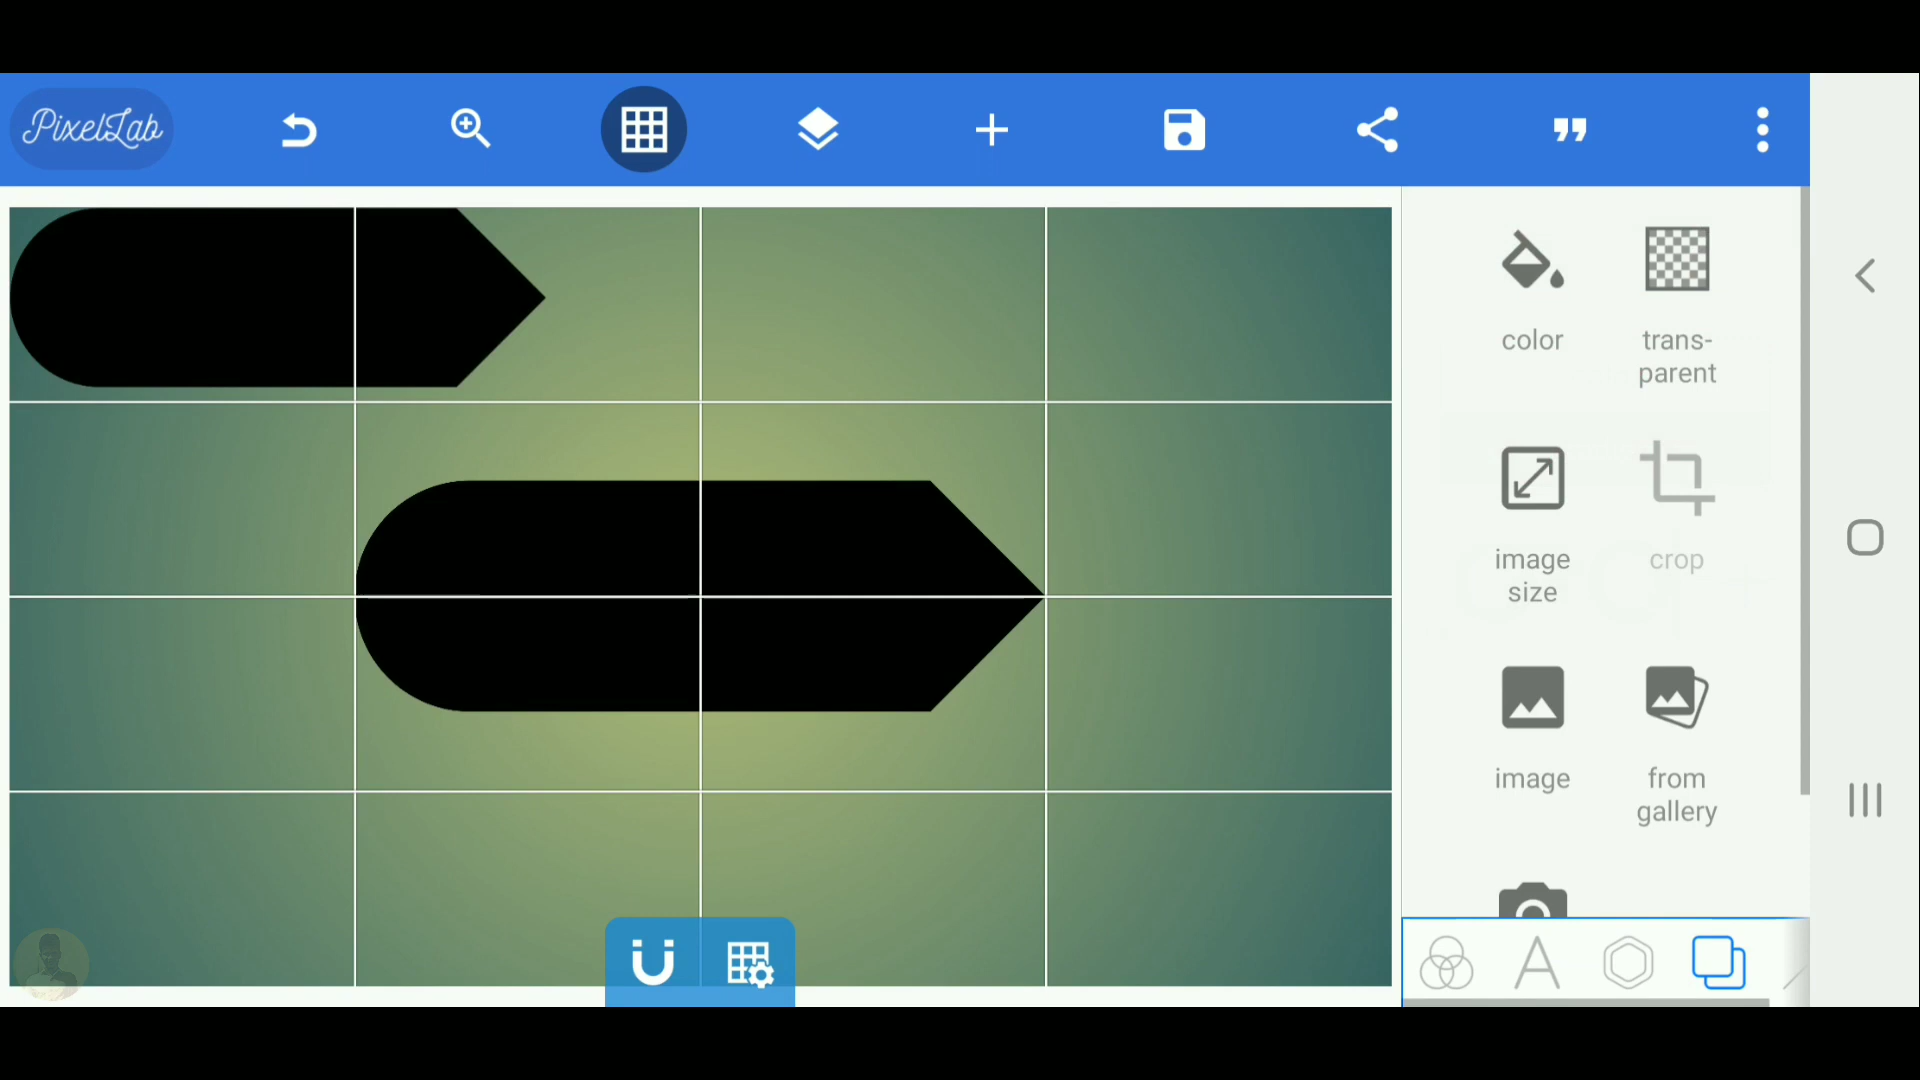 PixelLab
color
trans-
parent
image
size
crop
image
from
gallery